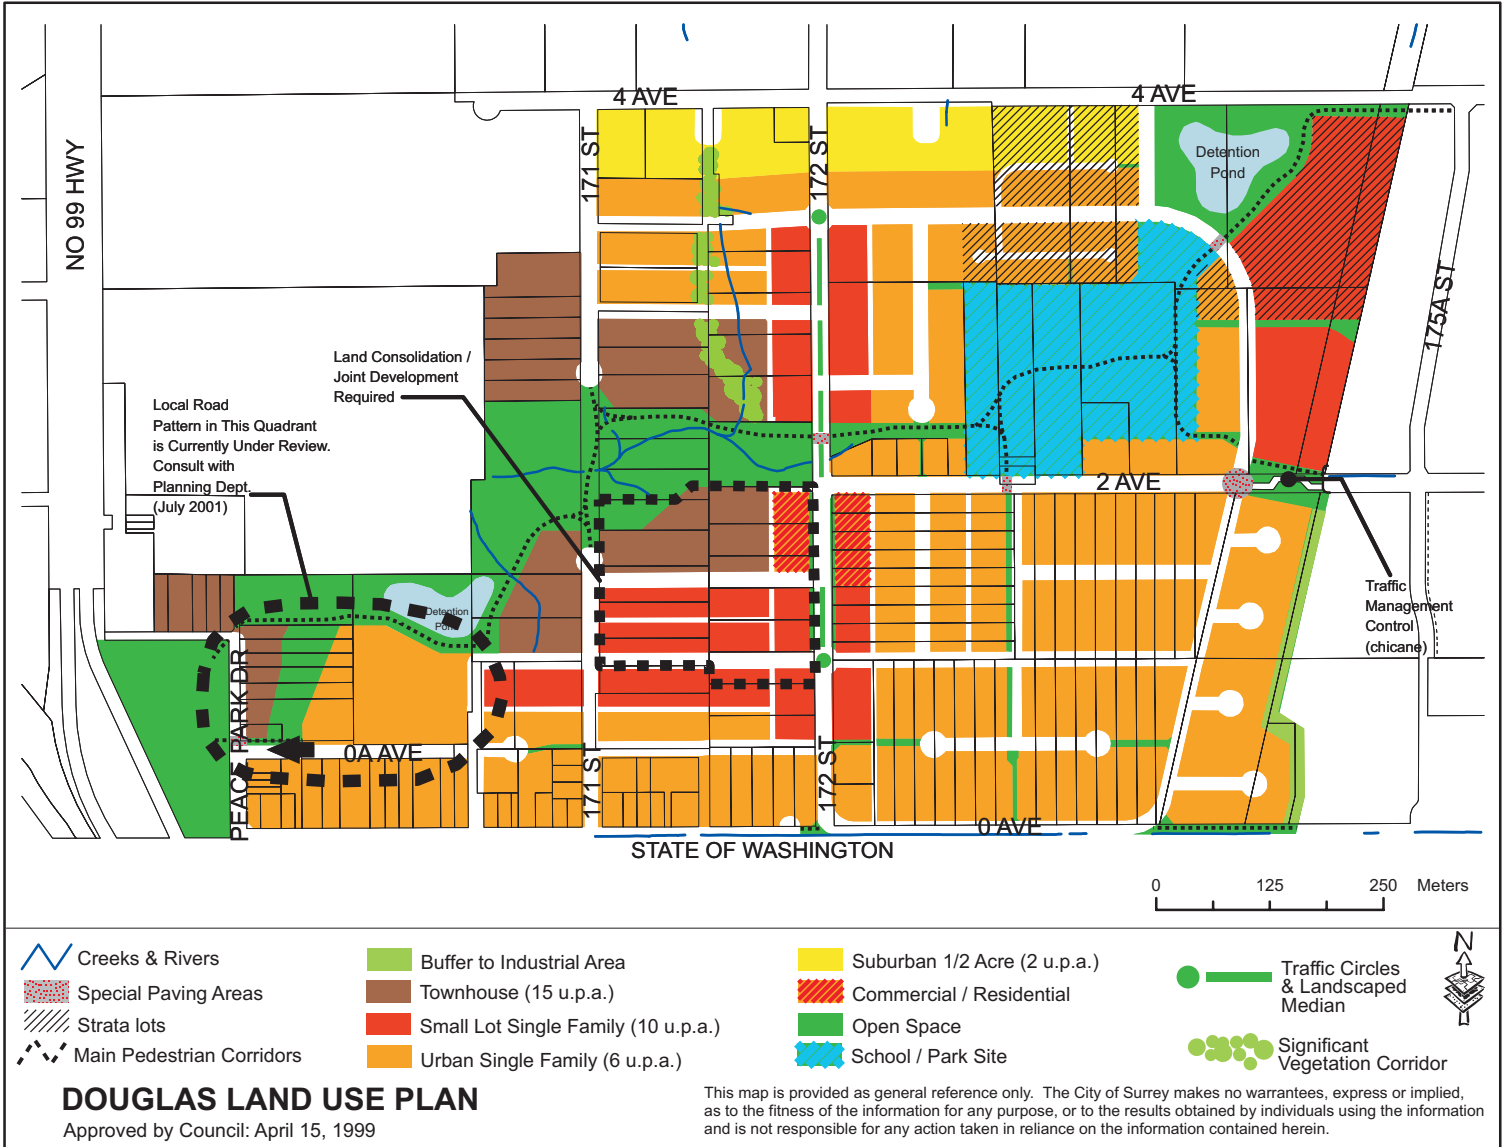 4 AVE
4 AVE
NO 99 HWY
171 ST
172 ST
Detention
Pond
175A ST
Land Consolidation /
Joint Development
Required
Local Road
Pattern in This Quadrant
is Currently Under Review.
Consult with
Planning Dept.
(July 2001)
2 AVE
Traffic
Management
Control
(chicane)
Detention
Pond
PEACE PARK DR
0A AVE
171 ST
172 ST
0 AVE
STATE OF WASHINGTON
0 125 250 Meters
Creeks & Rivers
Special Paving Areas
Strata lots
Main Pedestrian Corridors
Buffer to Industrial Area
Townhouse (15 u.p.a.)
Small Lot Single Family (10 u.p.a.)
Urban Single Family (6 u.p.a.)
Suburban 1/2 Acre (2 u.p.a.)
Commercial / Residential
Open Space
School / Park Site
Traffic Circles
& Landscaped
Median
Significant
Vegetation Corridor
N
DOUGLAS LAND USE PLAN
Approved by Council: April 15, 1999
This map is provided as general reference only. The City of Surrey makes no warrantees, express or implied,
as to the fitness of the information for any purpose, or to the results obtained by individuals using the information
and is not responsible for any action taken in reliance on the information contained herein.